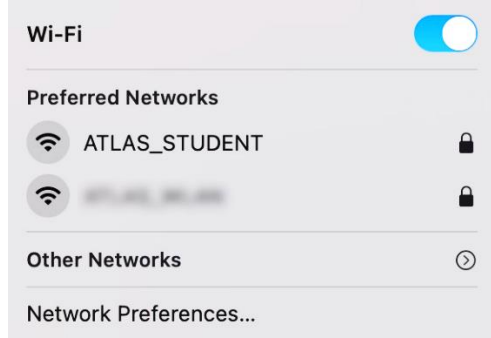 Wi-Fi
Preferred Networks
ATLAS_STUDENT
Other Networks
Network Preferences...